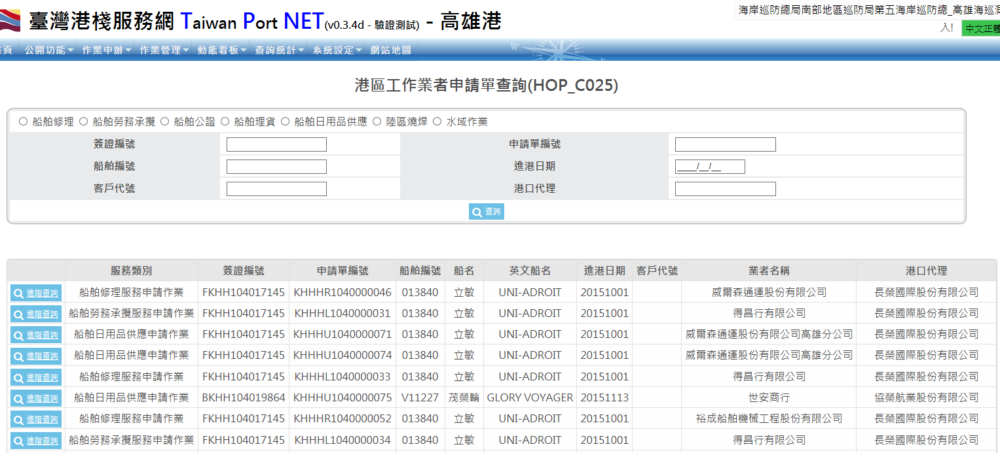 臺灣港棧服務網 Taiwan Port NET(v0.3.4d - 驗證測試) - 高雄港
海岸巡防總局南部地區巡防局第五海岸巡防總_高雄海巡
入!
中文正體
頁 公開功能 作業申辦 作業管理 動態看板 查詢統計 系統設定 網站地圖
W
港區工作業者申請單查詢(HOP_C025)
船舶修理 船舶勞務承攬 船舶公證 船舶理貨 船舶日用品供應 陸區燒焊 水域作業
簽證編號 申請單編號
船舶編號 進港日期 ____/__/__
客戶代號 港口代理
查詢
服務類別 簽證編號 申請單編號 船舶編號 船名 英文船名 進港日期 客戶代號 業者名稱 港口代理
進階查詢 船舶修理服務申請作業 FKHH104017145 KHHHR1040000046 013840 立敏 UNI-ADROIT 20151001 威爾森通運股份有限公司 長榮國際股份有限公司
進階查詢 船舶勞務承攬服務申請作業 FKHH104017145 KHHHL1040000031 013840 立敏 UNI-ADROIT 20151001 得昌行有限公司 長榮國際股份有限公司
進階查詢 船舶日用品供應申請作業 FKHH104017145 KHHHU1040000071 013840 立敏 UNI-ADROIT 20151001 威爾森通運股份有限公司高雄分公司 長榮國際股份有限公司
進階查詢 船舶日用品供應申請作業 FKHH104017145 KHHHU1040000074 013840 立敏 UNI-ADROIT 20151001 威爾森通運股份有限公司高雄分公司 長榮國際股份有限公司
進階查詢 船舶修理服務申請作業 FKHH104017145 KHHHL1040000033 013840 立敏 UNI-ADROIT 20151001 得昌行有限公司 長榮國際股份有限公司
進階查詢 船舶日用品供應申請作業 BKHH104019864 KHHHU1040000075 V11227 茂榮輪 GLORY VOYAGER 20151113 世安商行 協榮航業股份有限公司
進階查詢 船舶修理服務申請作業 FKHH104017145 KHHHR1040000052 013840 立敏 UNI-ADROIT 20151001 裕成船舶機械工程股份有限公司 長榮國際股份有限公司
進階查詢 船舶勞務承攬服務申請作業 FKHH104017145 KHHHL1040000034 013840 立敏 UNI-ADROIT 20151001 得昌行有限公司 長榮國際股份有限公司